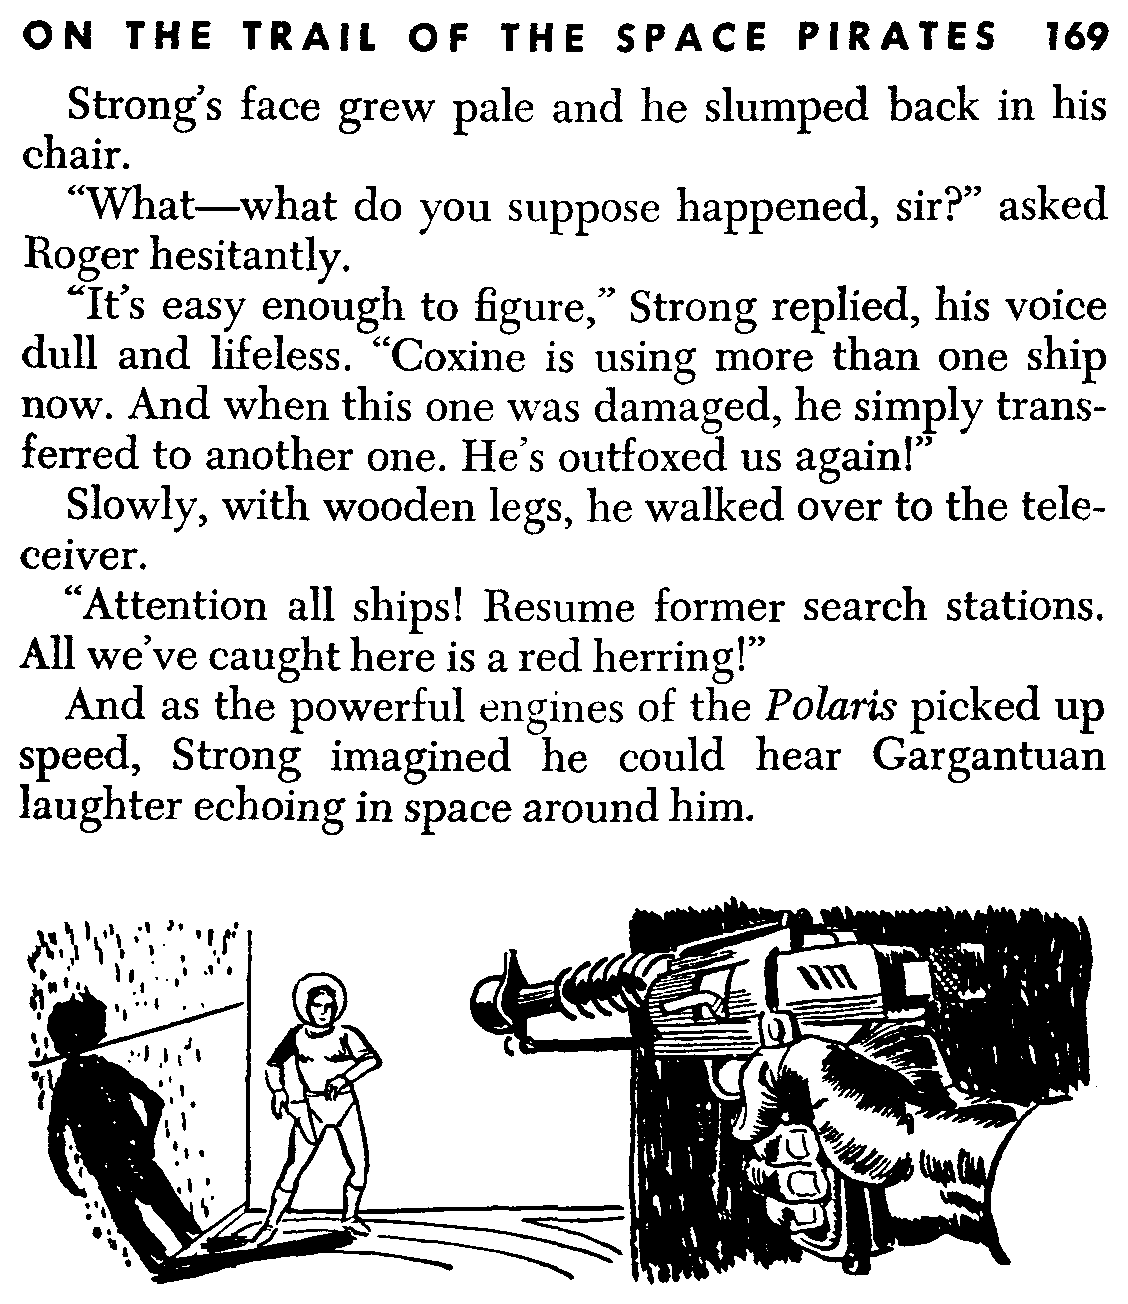 ON THE TRAIL OF THE SPACE PIRATES 169
Strong's face grew pale and he slumped back in his
chair.
“What—what do you suppose happened, sir?” asked
Roger hesitantly.
“It's easy enough to figure,” Strong replied, his voice
dull and lifeless. “Coxine is using more than one ship
now. And when this one was damaged, he simply trans-
ferred to another one. He's outfoxed us again!”
Slowly, with wooden legs, he walked over to the tele-
ceiver.
“Attention all ships! Resume former search stations.
All we've caught here is a red herring!”
And as the powerful engines of the Polaris picked up
speed, Strong imagined he could hear Gargantuan
laughter echoing in space around him.